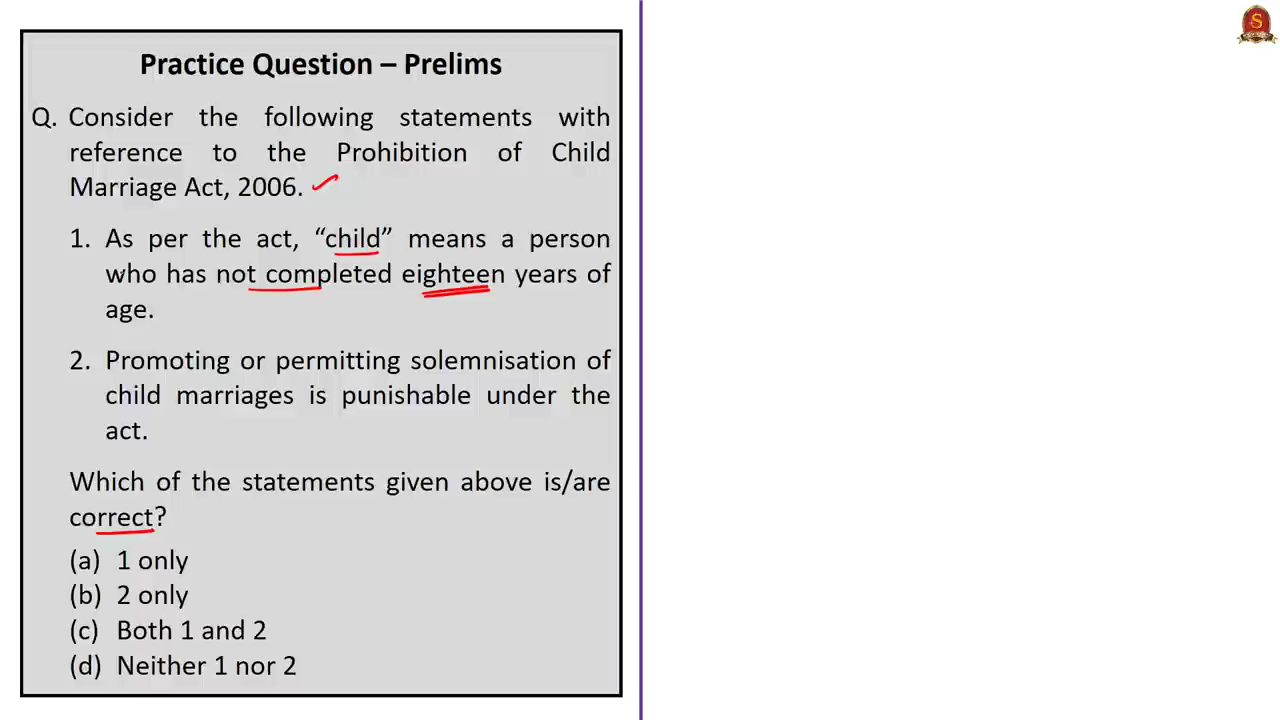 Practice Question – Prelims
Q. Consider the following statements with
reference to the Prohibition of Child
Marriage Act, 2006.
1. As per the act, “child” means a person
who has not completed eighteen years of
age.
2. Promoting or permitting solemnisation of
child marriages is punishable under the
act.
Which of the statements given above is/are
correct?
(a) 1 only
(b) 2 only
(c) Both 1 and 2
(d) Neither 1 nor 2
S